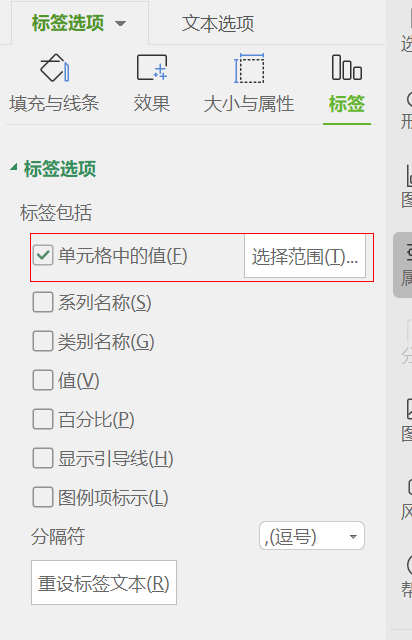 标签选项 文本选项
填充与线条 效果 大小与属性 标签
标签选项
标签包括
单元格中的值(F) 选择范围(T)...
系列名称(S)
类别名称(G)
值(V)
百分比(P)
显示引导线(H)
图例项标示(L)
分隔符 ,(逗号)
重设标签文本(R)